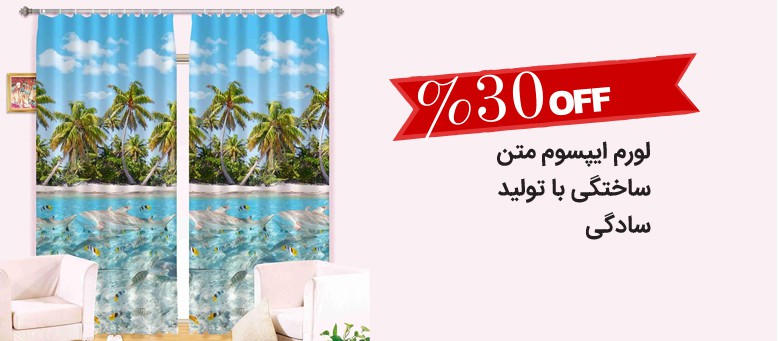 %30 OFF
لورم ایپسوم متن
ساختگی با تولید
سادگی